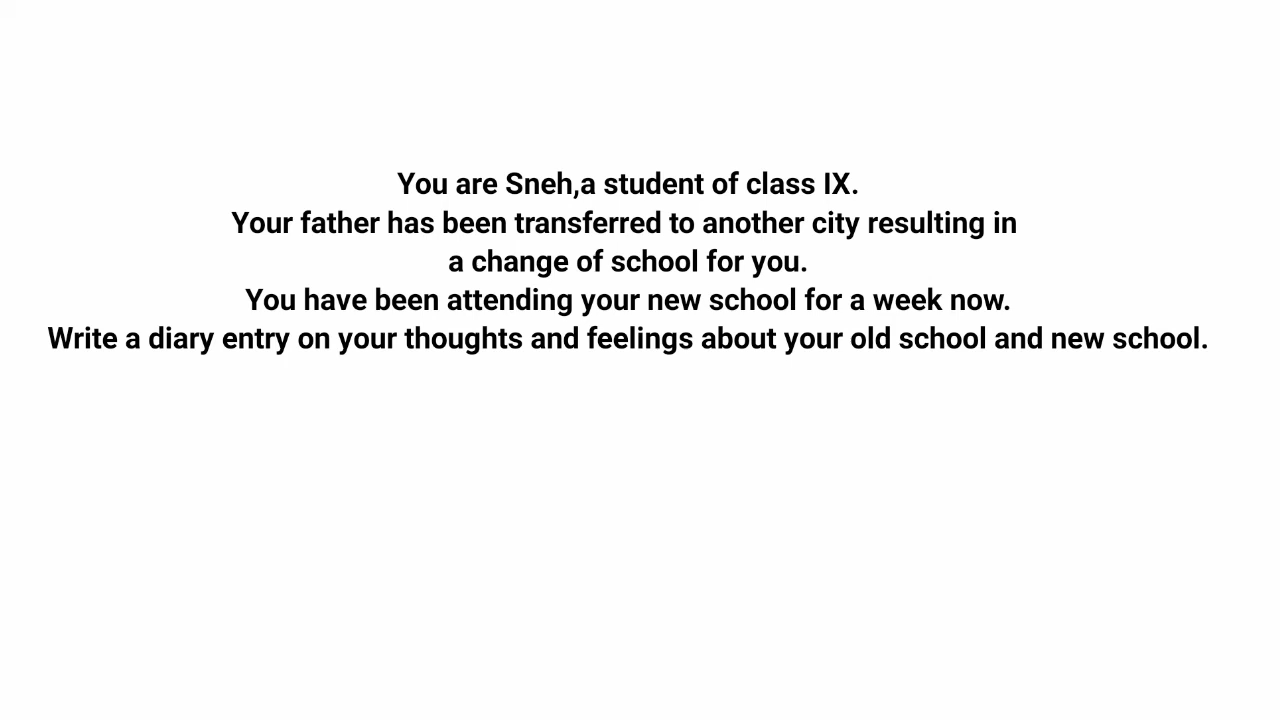 You are Sneh,a student of class IX.
Your father has been transferred to another city resulting in
a change of school for you.
You have been attending your new school for a week now.
Write a diary entry on your thoughts and feelings about your old school and new school.